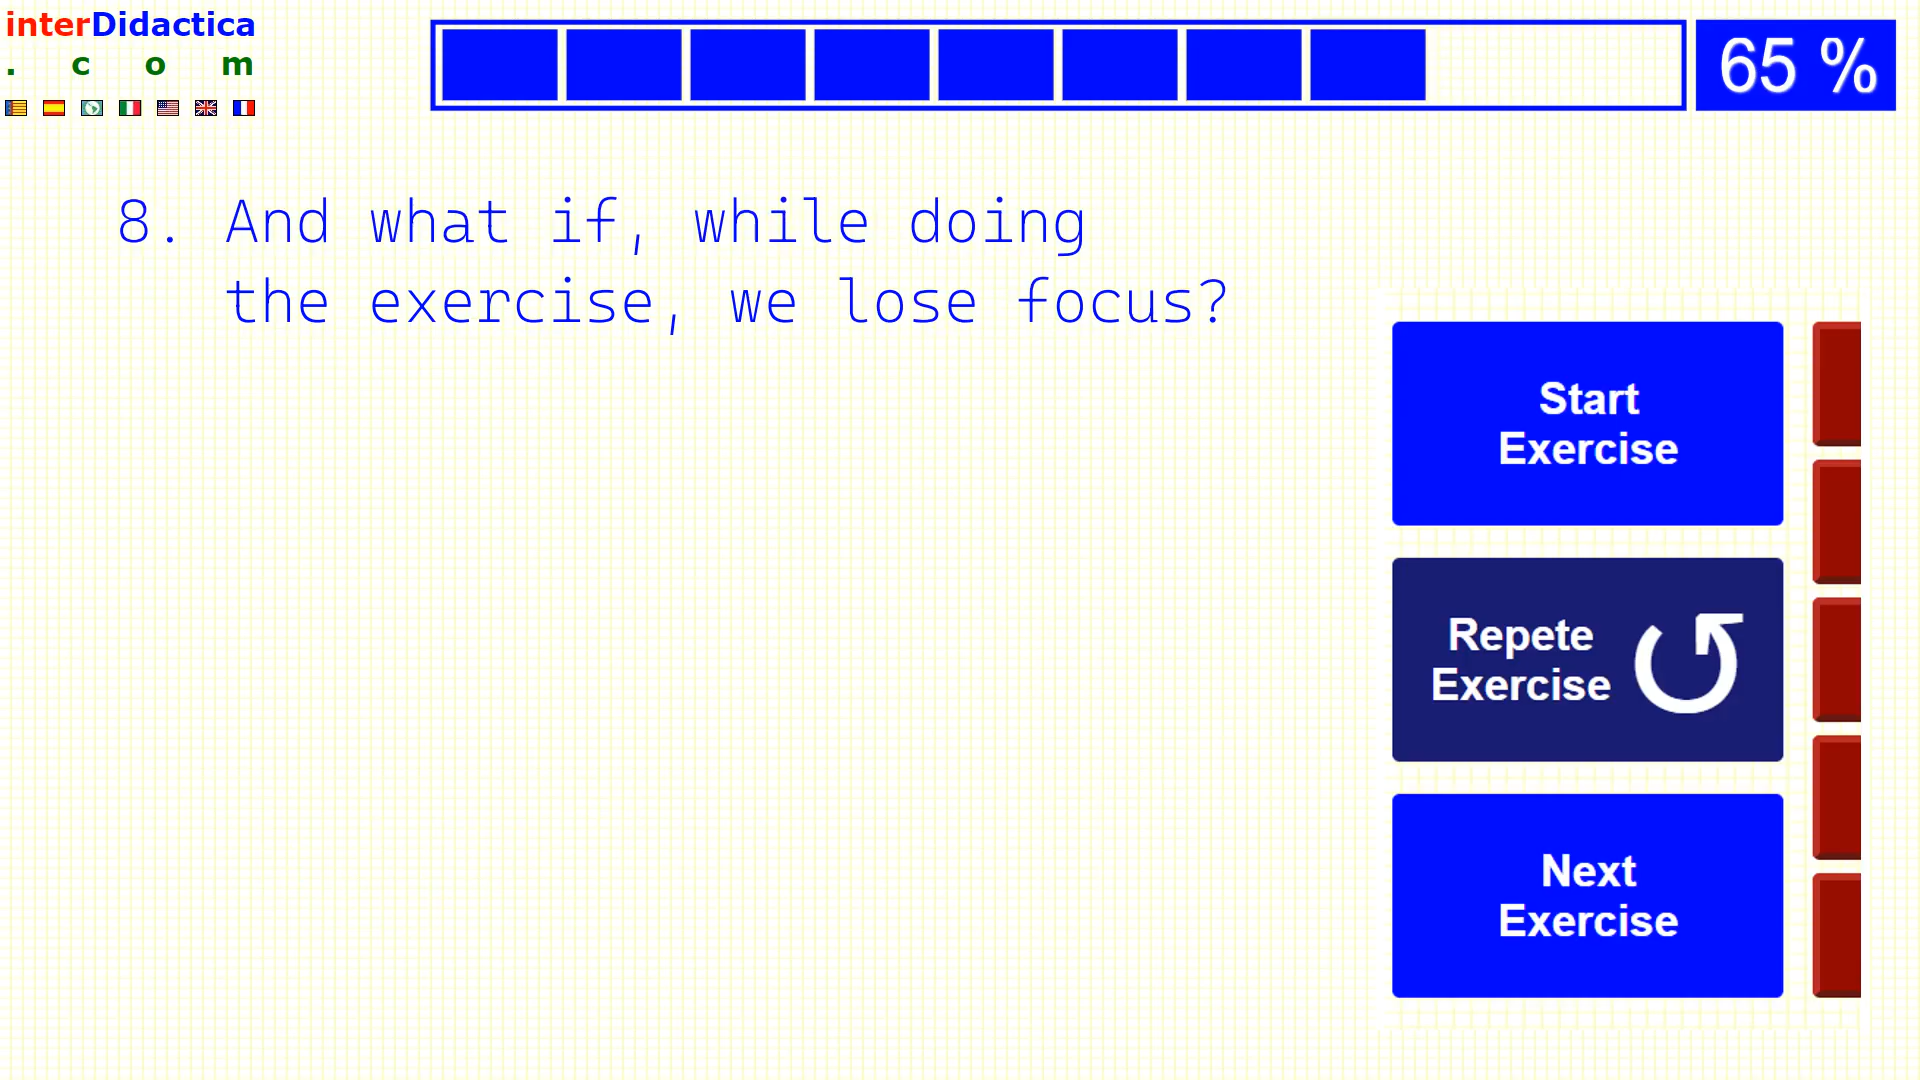 interDidactica
. c o m
65 %
8. And what if, while doing
the exercise, we lose focus?
Start
Exercise
Repete
Exercise
Next
Exercise